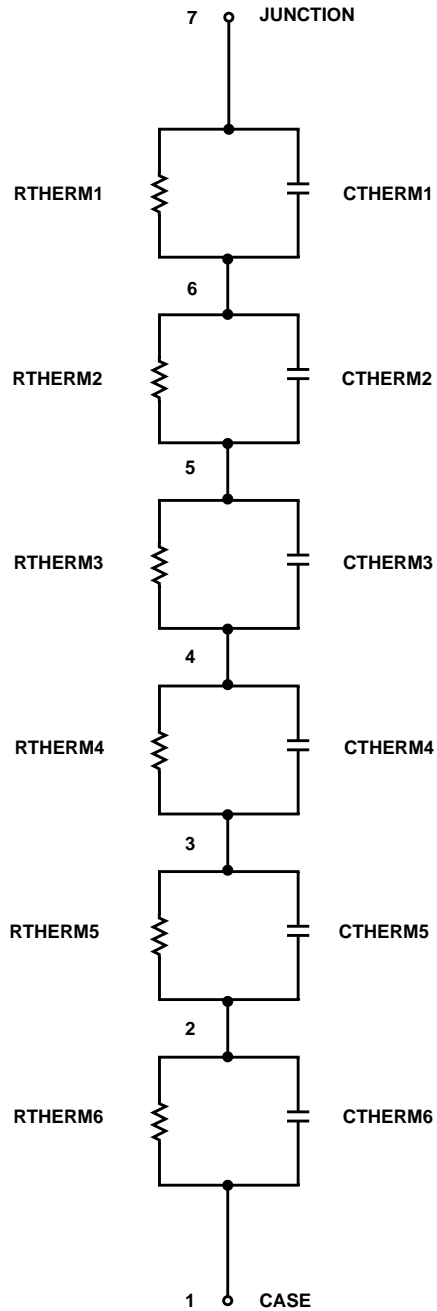 7 JUNCTION
RTHERM1 CTHERM1
6
RTHERM2 CTHERM2
5
RTHERM3 CTHERM3
4
RTHERM4 CTHERM4
3
RTHERM5 CTHERM5
2
RTHERM6 CTHERM6
1 CASE